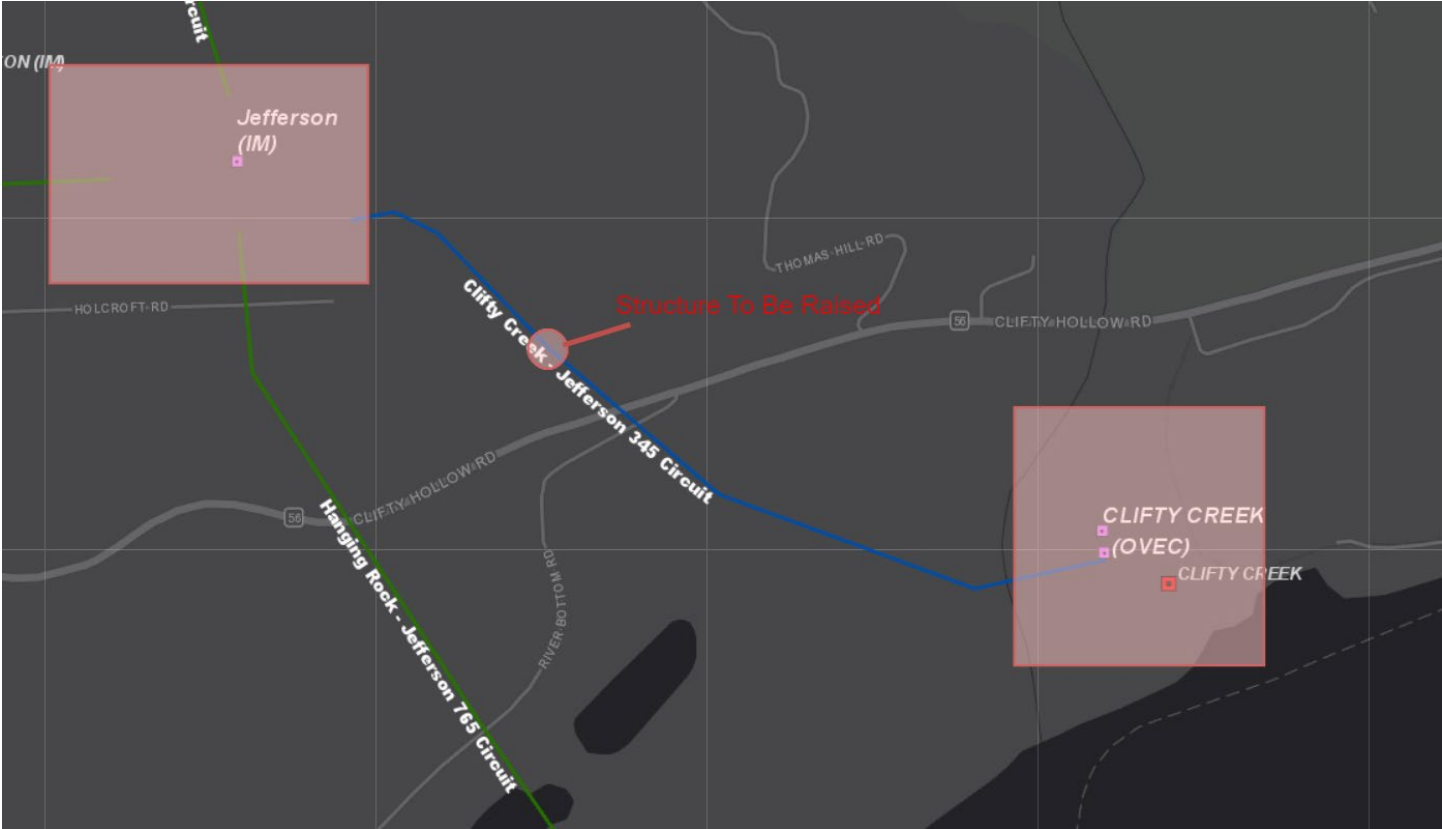 rcuit
ON (IM)
Jefferson
(IM)
HOLCROFT-RD
THOMAS-HILL-RD
Structure To Be Raised
56
CLIFTY HOLLOW RD
Clifty Creek - Jefferson 345 Circuit
CLIFTY-HOLLOW-RD
56
Hanging Rock - Jefferson 765 Circuit
RIVER-BOTTOM RD
CLIFTY CREEK
(OVEC)
CLIFTY CREEK